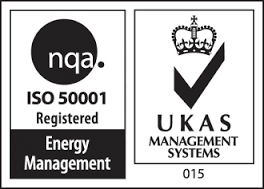 nqa.
ISO 50001
Registered
Energy
Management
UKAS
MANAGEMENT
SYSTEMS
015